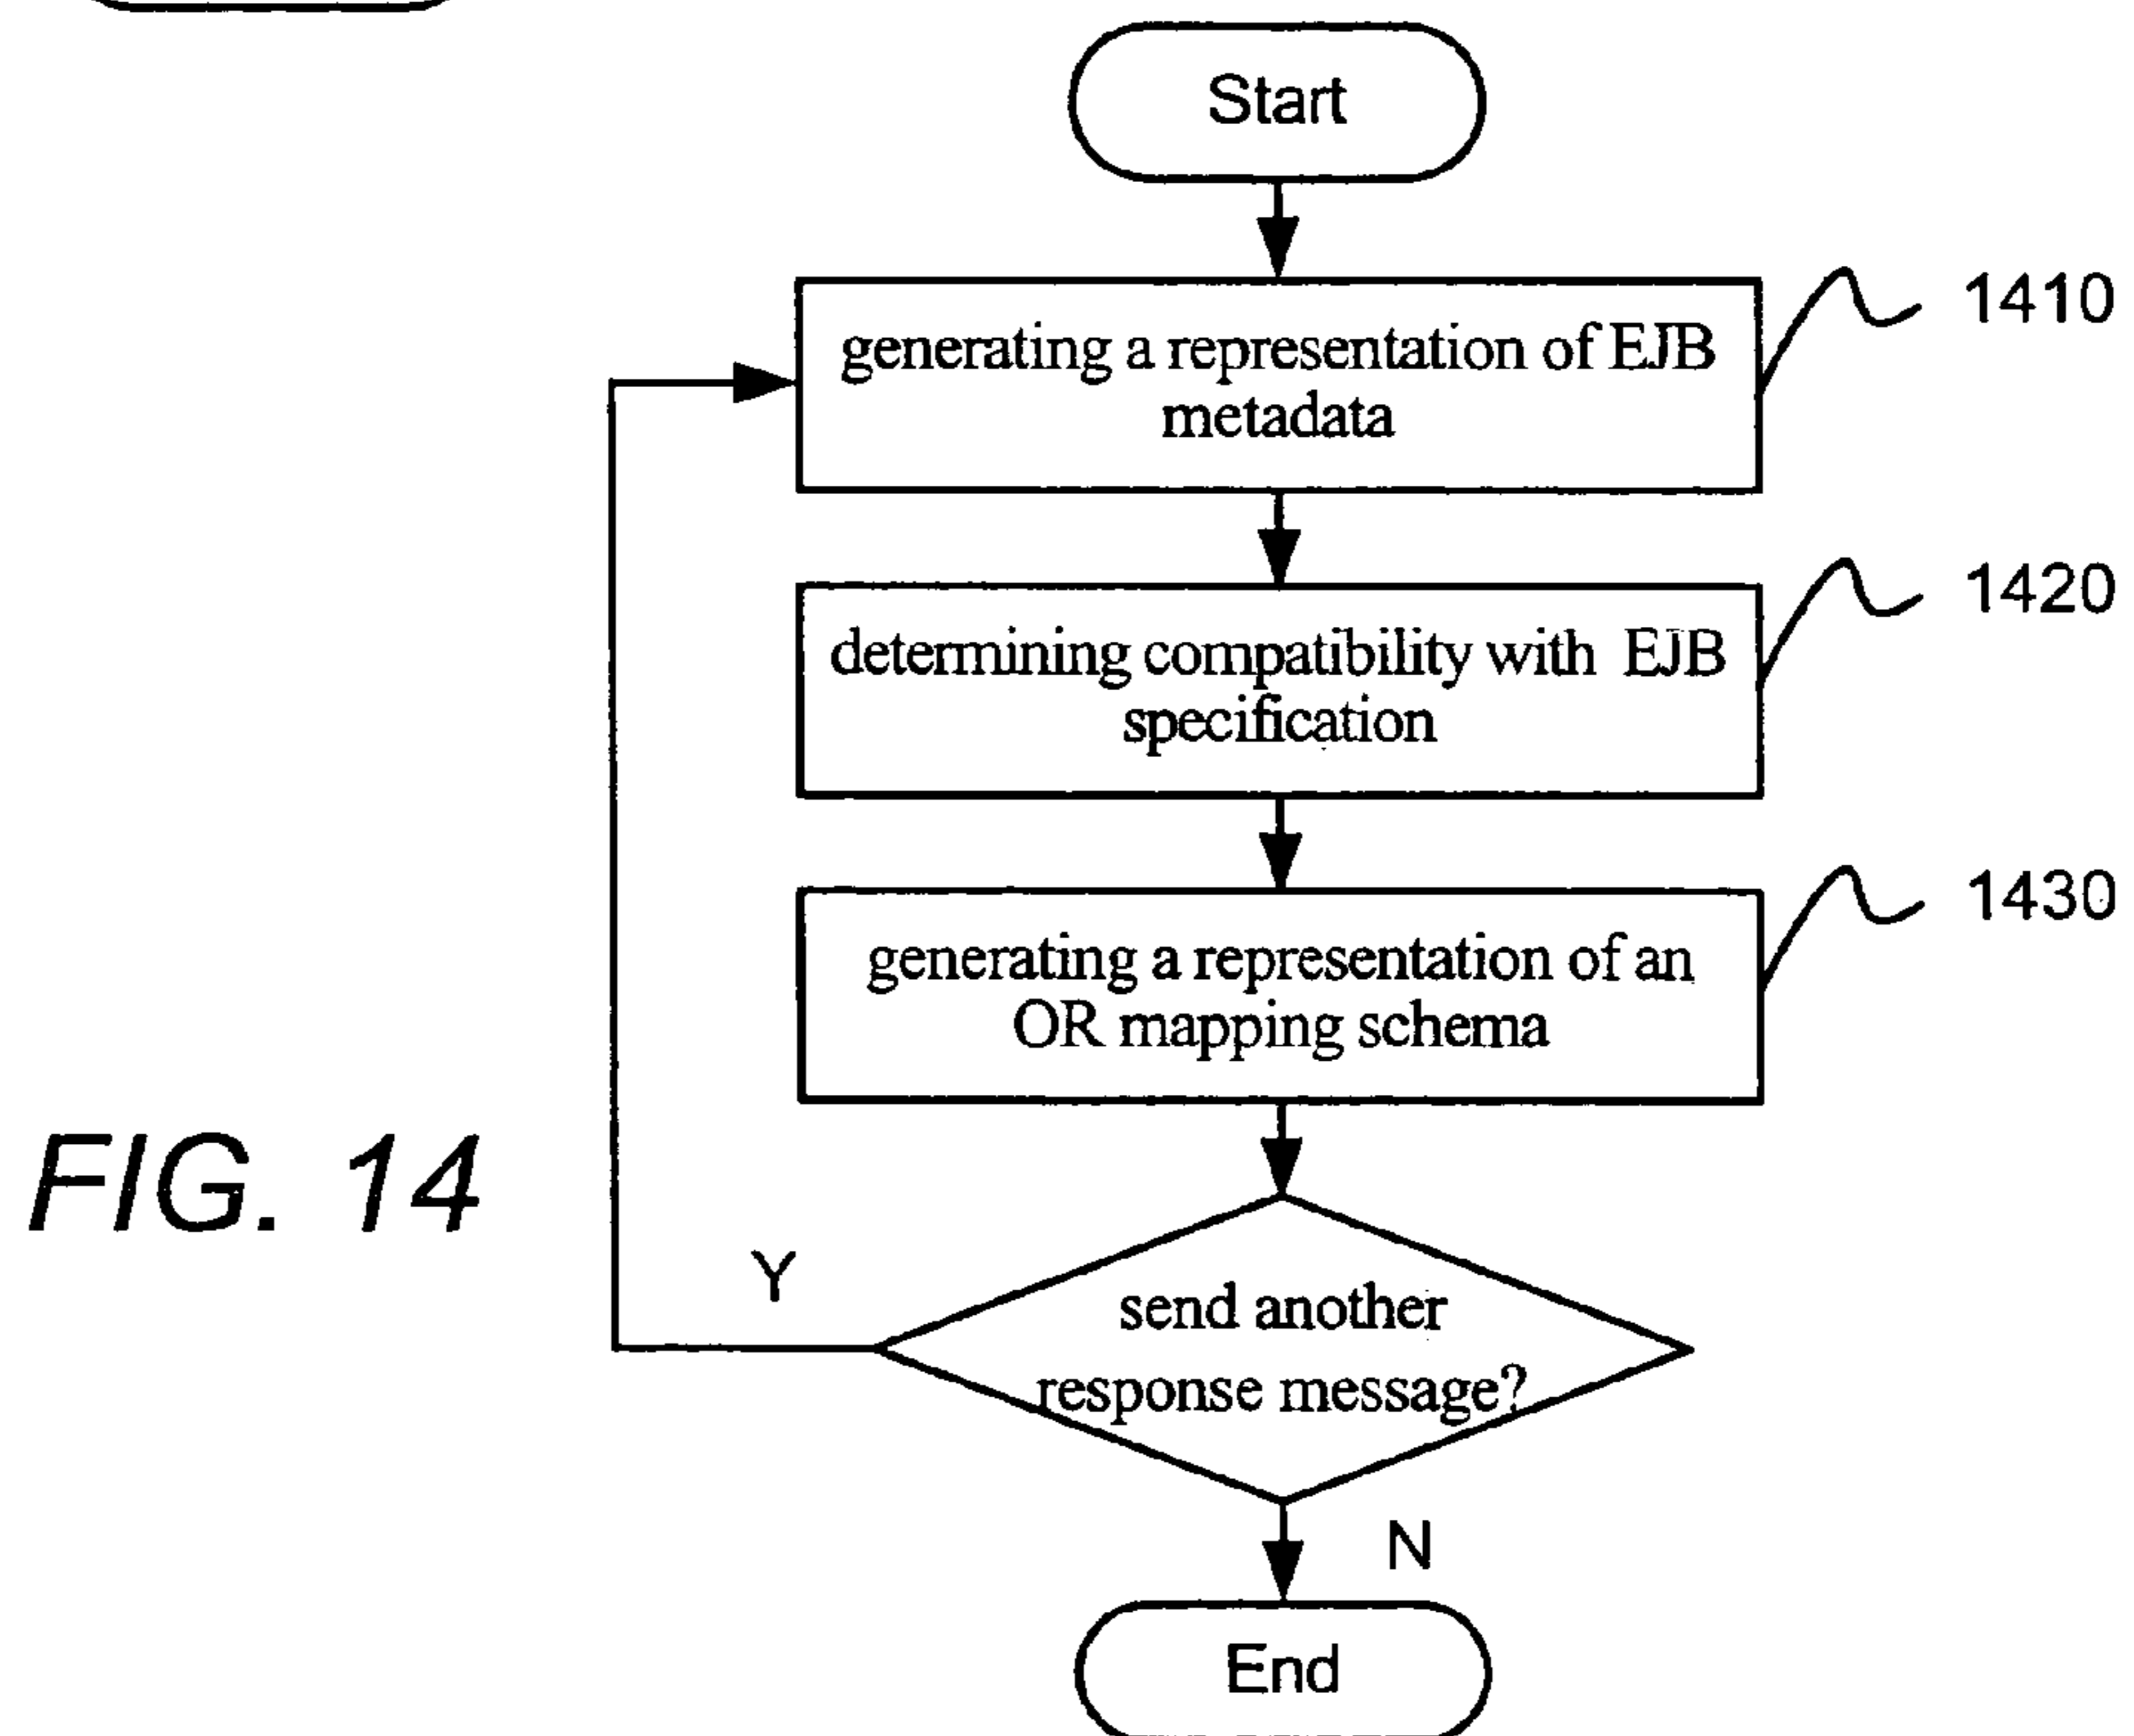 Start
generating a representation of EJB
metadata
1410
determining compatibility with EJB
specification
1420
generating a representation of an
OR mapping schema
1430
FIG. 14
Y
send another
response message?
N
End